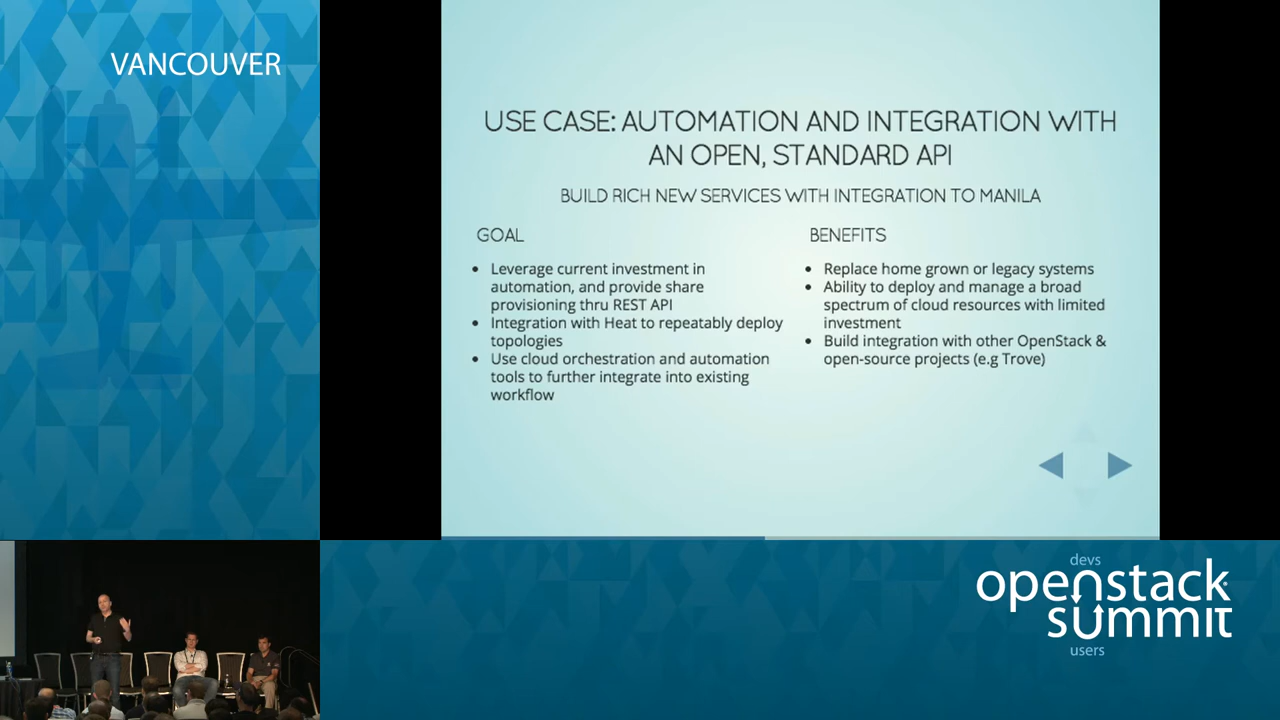 VANCOUVER
USE CASE: AUTOMATION AND INTEGRATION WITH
AN OPEN, STANDARD API
BUILD RICH NEW SERVICES WITH INTEGRATION TO MANILA
GOAL
• Leverage current investment in
automation, and provide share
provisioning thru REST API
• Integration with Heat to repeatably deploy
topologies
• Use cloud orchestration and automation
tools to further integrate into existing
workflow
BENEFITS
• Replace home grown or legacy systems
• Ability to deploy and manage a broad
spectrum of cloud resources with limited
investment
• Build integration with other OpenStack &
open-source projects (e.g Trove)
devs
openstack
summit
users